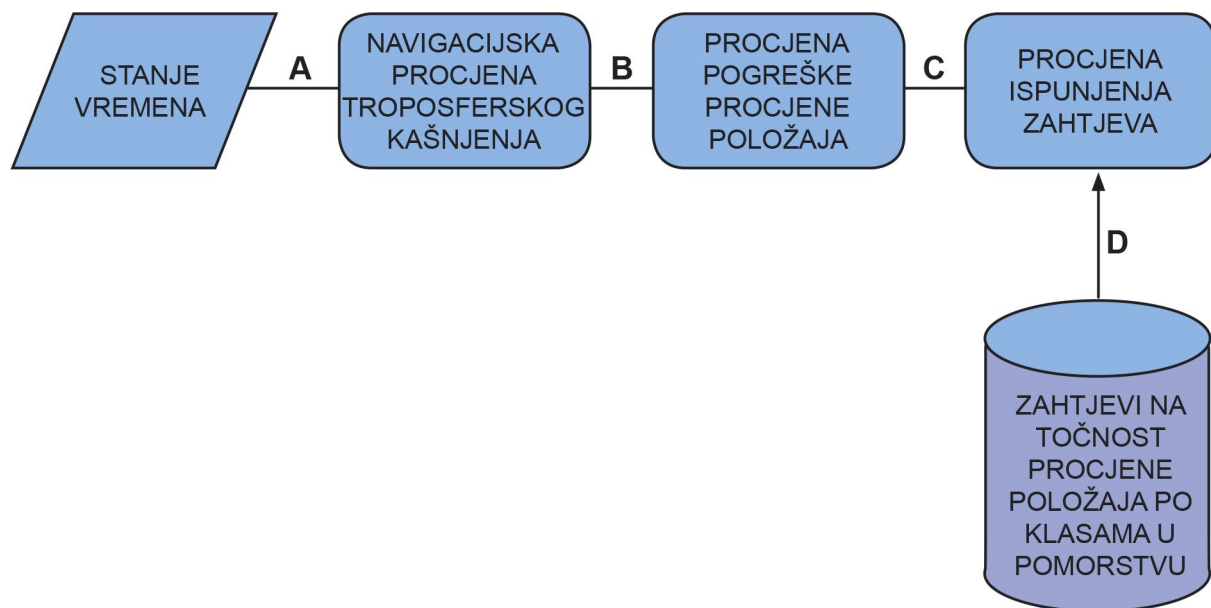 STANJE
VREMENA
A
NAVIGACIJSKA
PROCJENA
TROPOSFERSKOG
KAŠNJENJA
B
PROCJENA
POGREŠKE
PROCJENE
POLOŽAJA
C
PROCJENA
ISPUNJENJA
ZAHTJEVA
D
ZAHTJEVI NA
TOČNOST
PROCJENE
POLOŽAJA PO
KLASAMA U
POMORSTVU